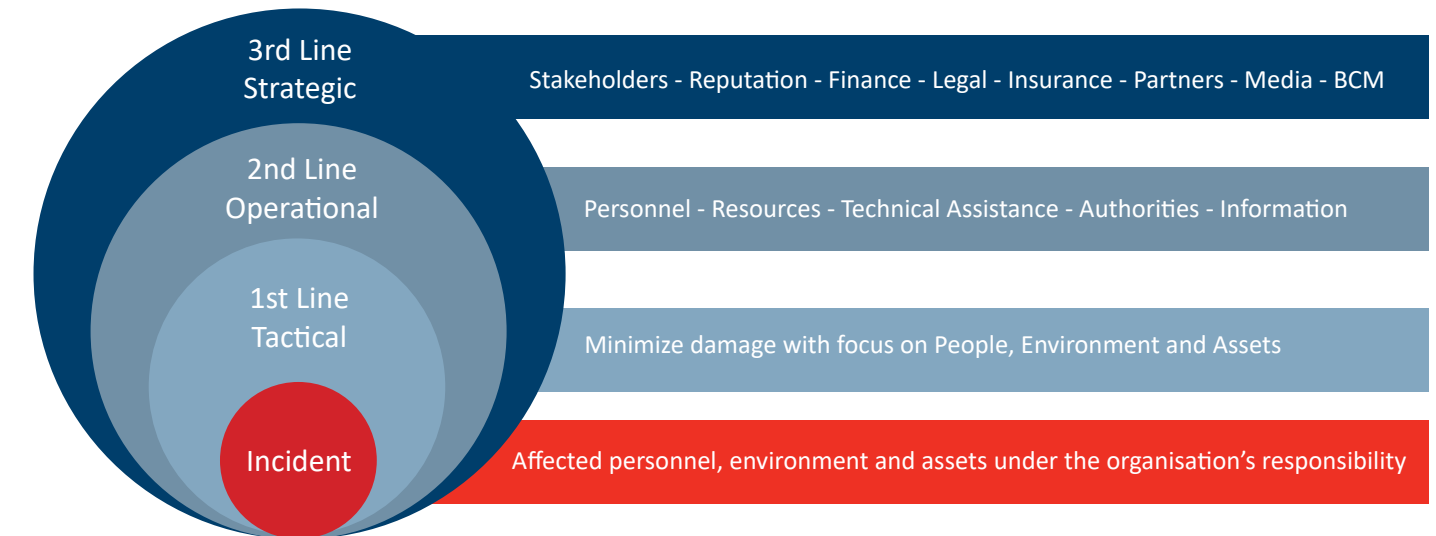 3rd Line
Strategic
Stakeholders - Reputation - Finance - Legal - Insurance - Partners - Media - BCM
2nd Line
Operational
Personnel - Resources - Technical Assistance - Authorities - Information
1st Line
Tactical
Minimize damage with focus on People, Environment and Assets
Incident
Affected personnel, environment and assets under the organisation’s responsibility